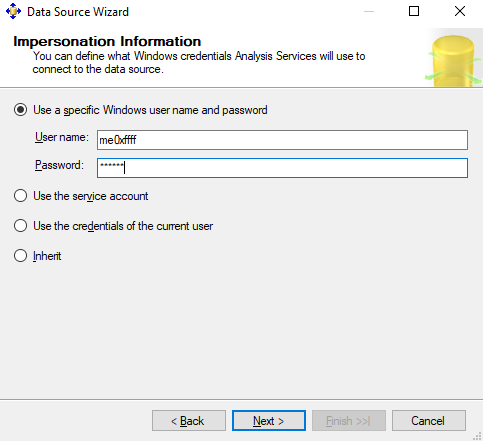 Data Source Wizard
Impersonation Information
You can define what Windows credentials Analysis Services will use to
connect to the data source.
Use a specific Windows user name and password
User name: me0xffff
Password: ******
Use the service account
Use the credentials of the current user
Inherit
< Back Next > Finish >>| Cancel